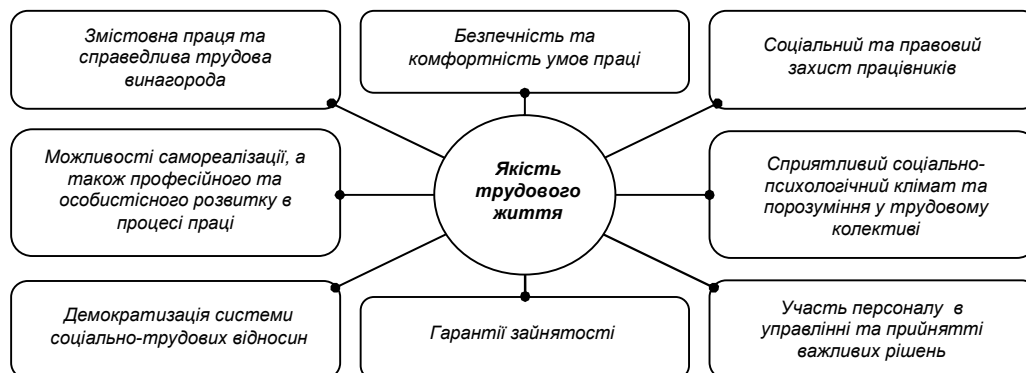 Змістовна праця та
справедлива трудова
винагорода
Безпечність та
комфортність умов праці
Соціальний та правовий
захист працівників
Можливості самореалізації, а
також професійного та
особистісного розвитку в
процесі праці
Якість
трудового
життя
Сприятливий соціально-
психологічний клімат та
порозуміння у трудовому
колективі
Демократизація системи
соціально-трудових відносин
Гарантії зайнятості
Участь персоналу в
управлінні та прийнятті
важливих рішень